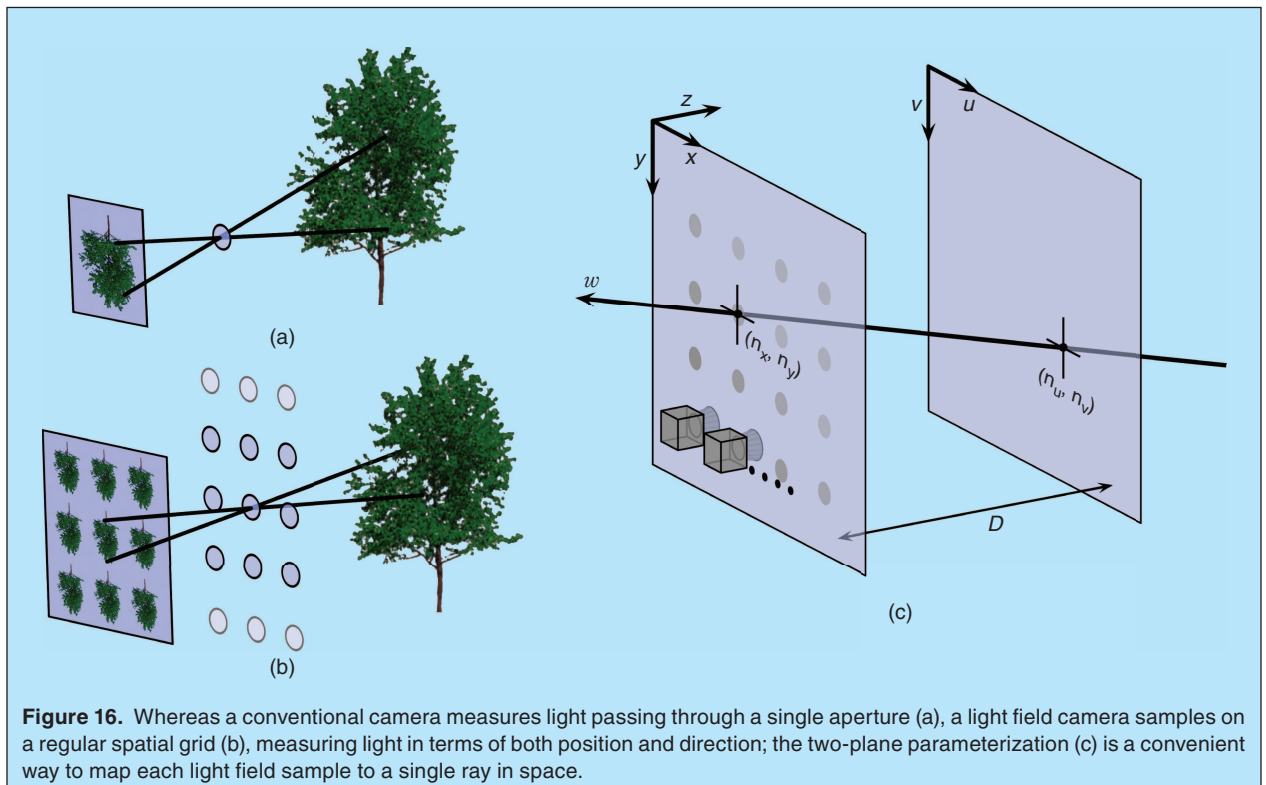 (a)
(b)
z
x
y
w
(n_x, n_y)
v
u
(n_u, n_v)
D
(c)
Figure 16. Whereas a conventional camera measures light passing through a single aperture (a), a light field camera samples on
a regular spatial grid (b), measuring light in terms of both position and direction; the two-plane parameterization (c) is a convenient
way to map each light field sample to a single ray in space.